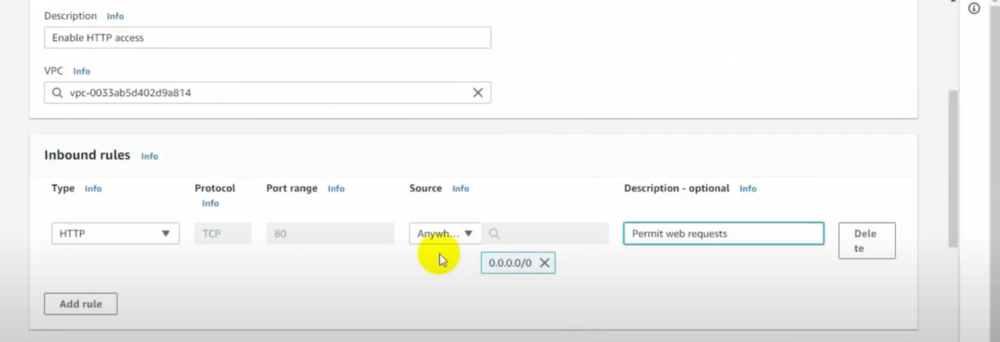 Description Info
Enable HTTP access
VPC Info
vpc-0033ab5d402d9a814
Inbound rules Info
Type Info Protocol Info Port range Info Source Info Description - optional Info
HTTP TCP 80 Anywh... Permit web requests Dele
te
0.0.0.0/0
Add rule